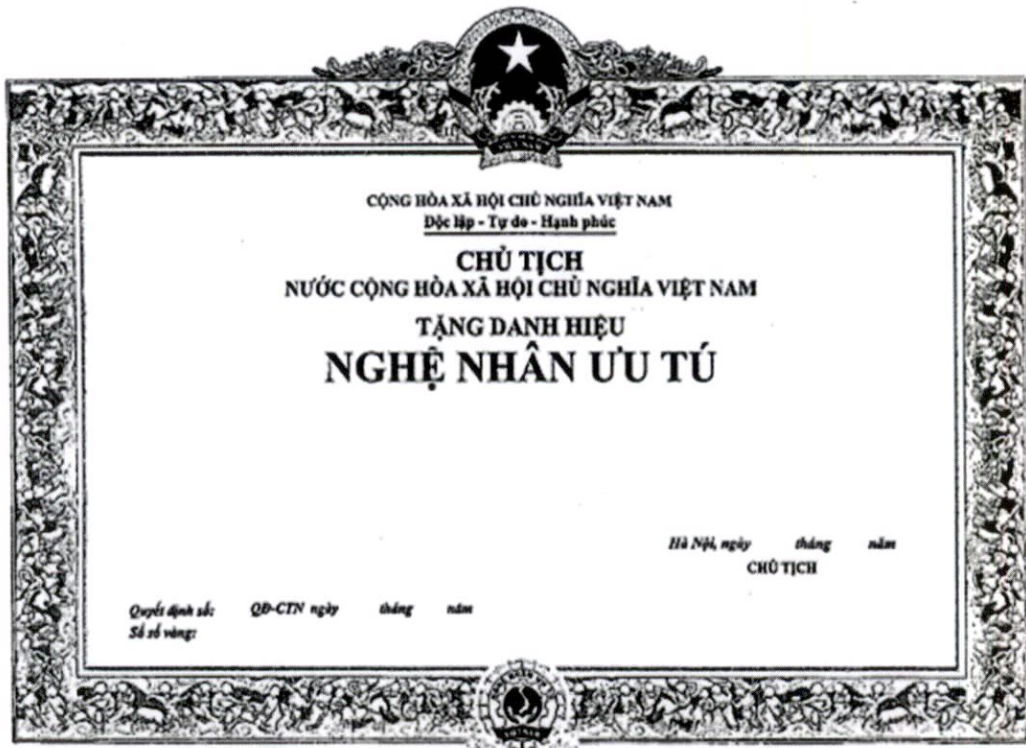 CỘNG HÒA XÃ HỘI CHỦ NGHĨA VIỆT NAM
Độc lập - Tự do - Hạnh phúc
CHỦ TỊCH
NƯỚC CỘNG HÒA XÃ HỘI CHỦ NGHĨA VIỆT NAM
TẶNG DANH HIỆU
NGHỆ NHÂN ƯU TÚ
Hà Nội, ngày tháng năm
CHỦ TỊCH
Quyết định số: QĐ-CTN ngày tháng năm
Số sổ vàng: